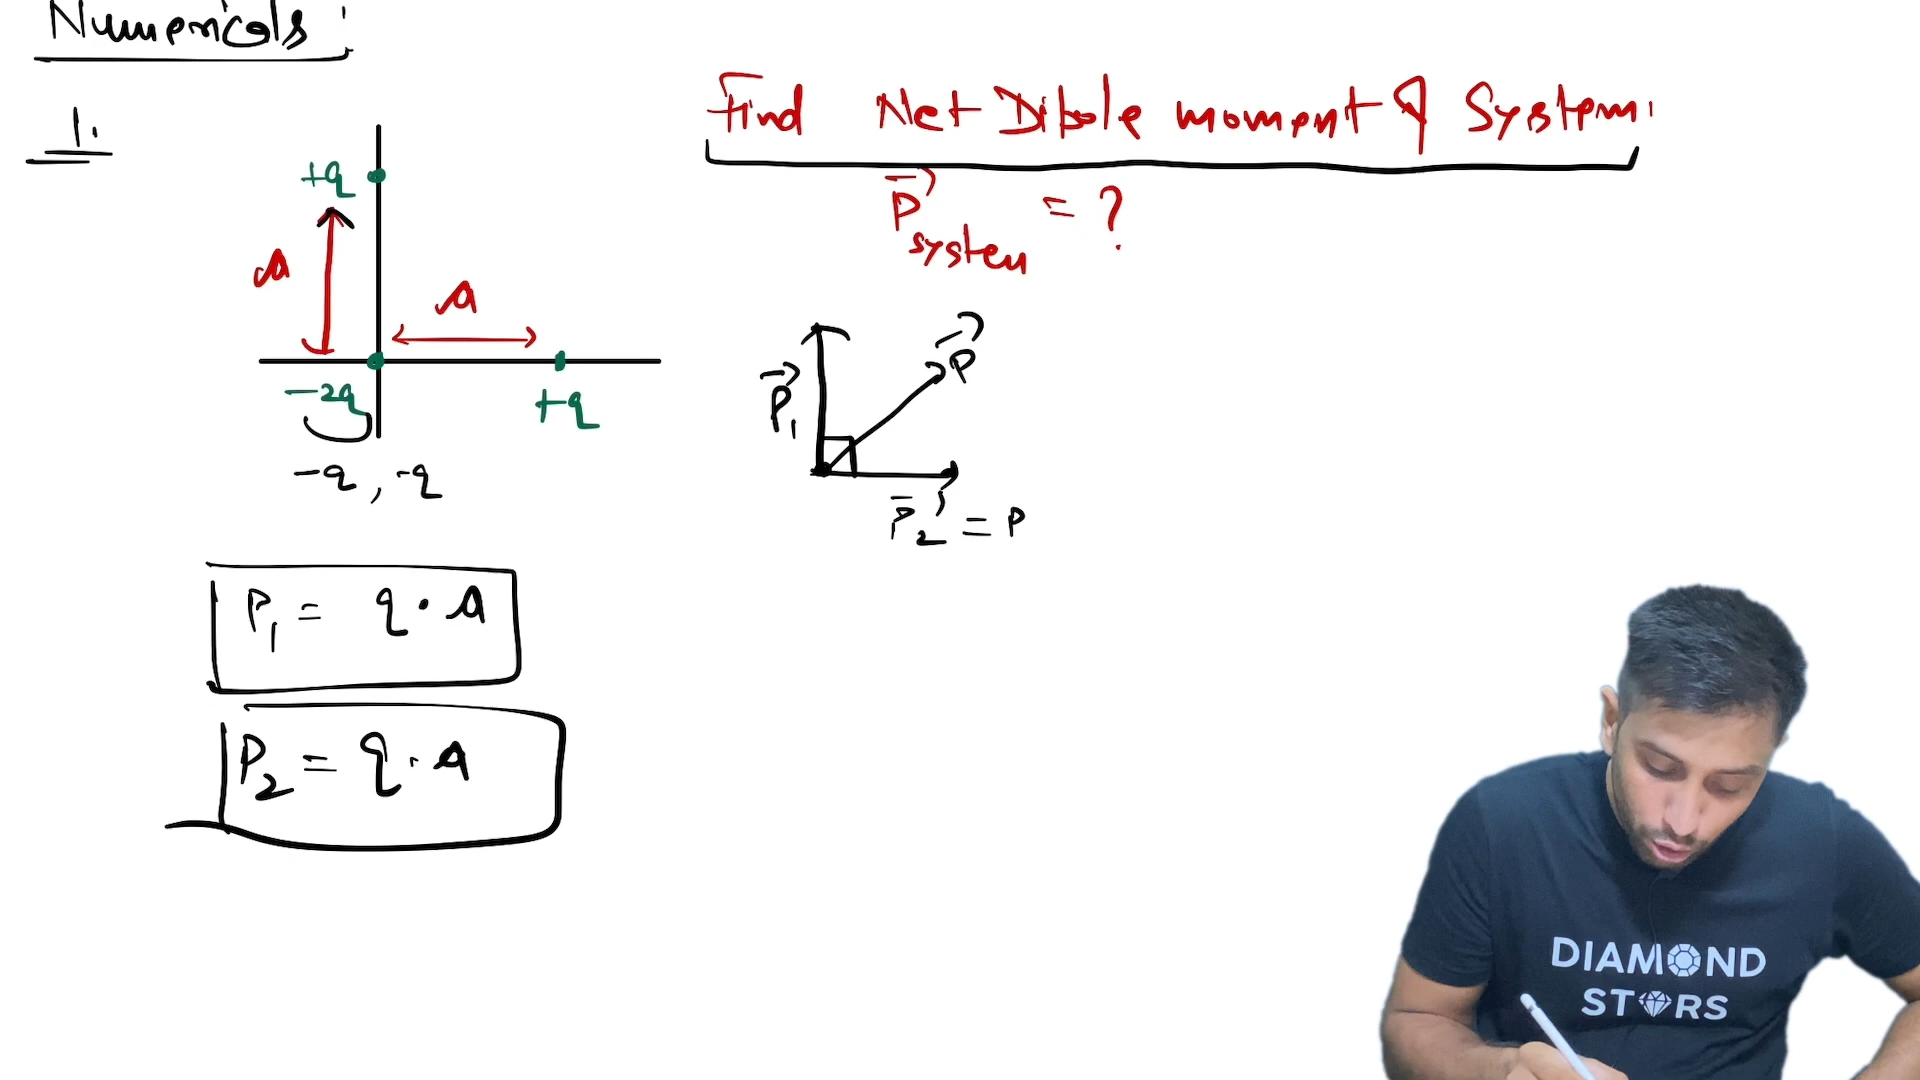 Numericals :
1.
Find Net Dipole moment of System.
P⃗ system = ?
+q
A
A
-2q
+q
-q, -q
P⃗₁
P⃗
P⃗₂ = P
P₁ = q · A
P₂ = q · A
DIAMOND
STARS